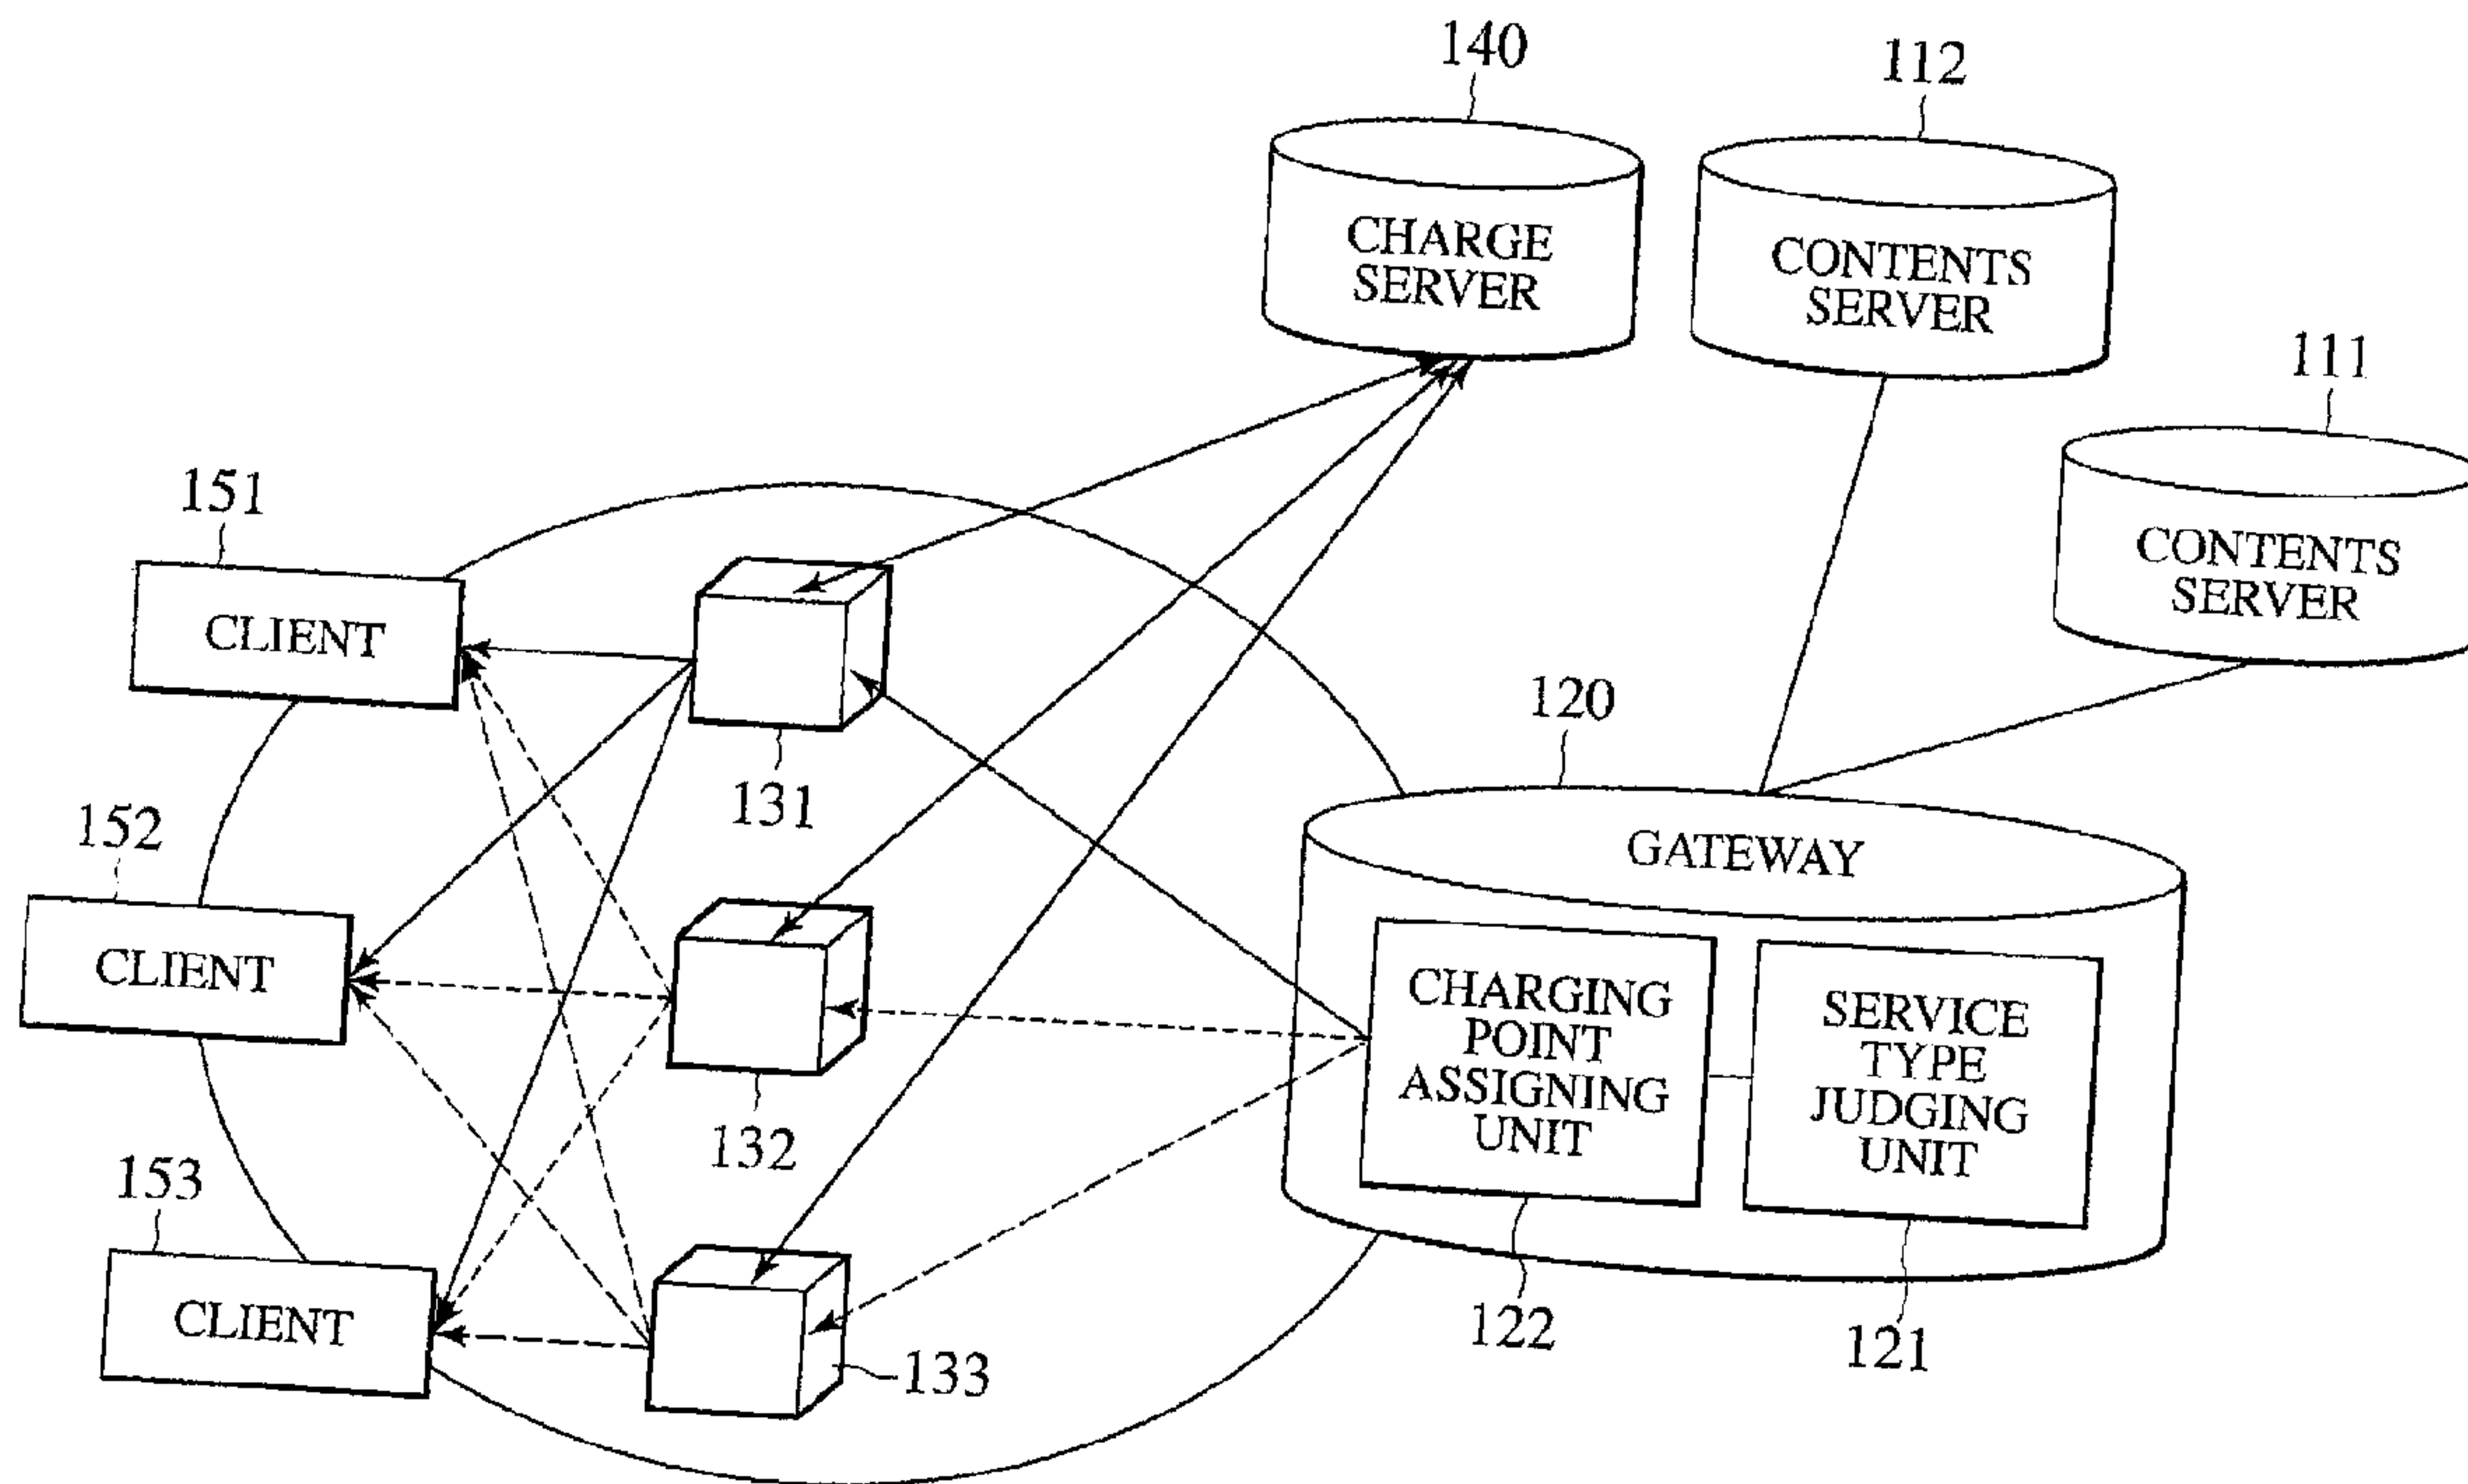 140
112
CHARGE
SERVER
CONTENTS
SERVER
111
CONTENTS
SERVER
151
CLIENT
131
120
GATEWAY
152
CLIENT
CHARGING
POINT
ASSIGNING
UNIT
SERVICE
TYPE
JUDGING
UNIT
132
153
CLIENT
133
122
121